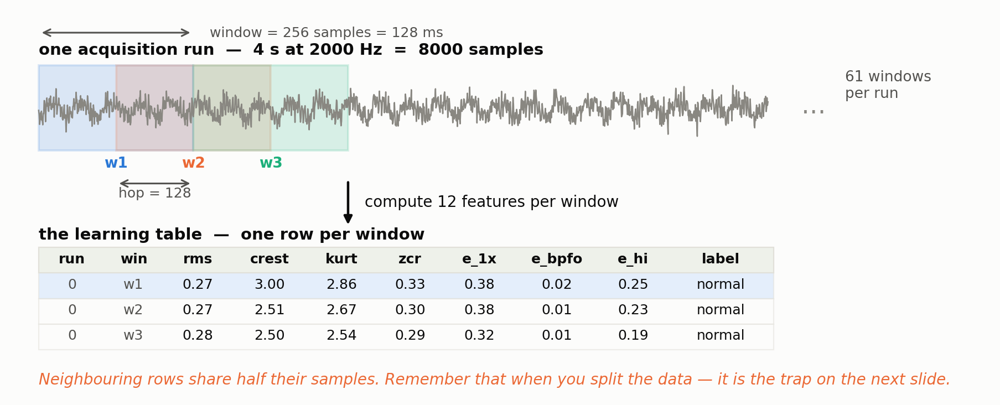 window = 256 samples = 128 ms
one acquisition run — 4 s at 2000 Hz = 8000 samples
61 windows
per run
...
w1 w2 w3
hop = 128
compute 12 features per window
the learning table — one row per window
run win rms crest kurt zcr e_1x e_bpfo e_hi label
0 w1 0.27 3.00 2.86 0.33 0.38 0.02 0.25 normal
0 w2 0.27 2.51 2.67 0.30 0.38 0.01 0.23 normal
0 w3 0.28 2.50 2.54 0.29 0.32 0.01 0.19 normal
Neighbouring rows share half their samples. Remember that when you split the data — it is the trap on the next slide.